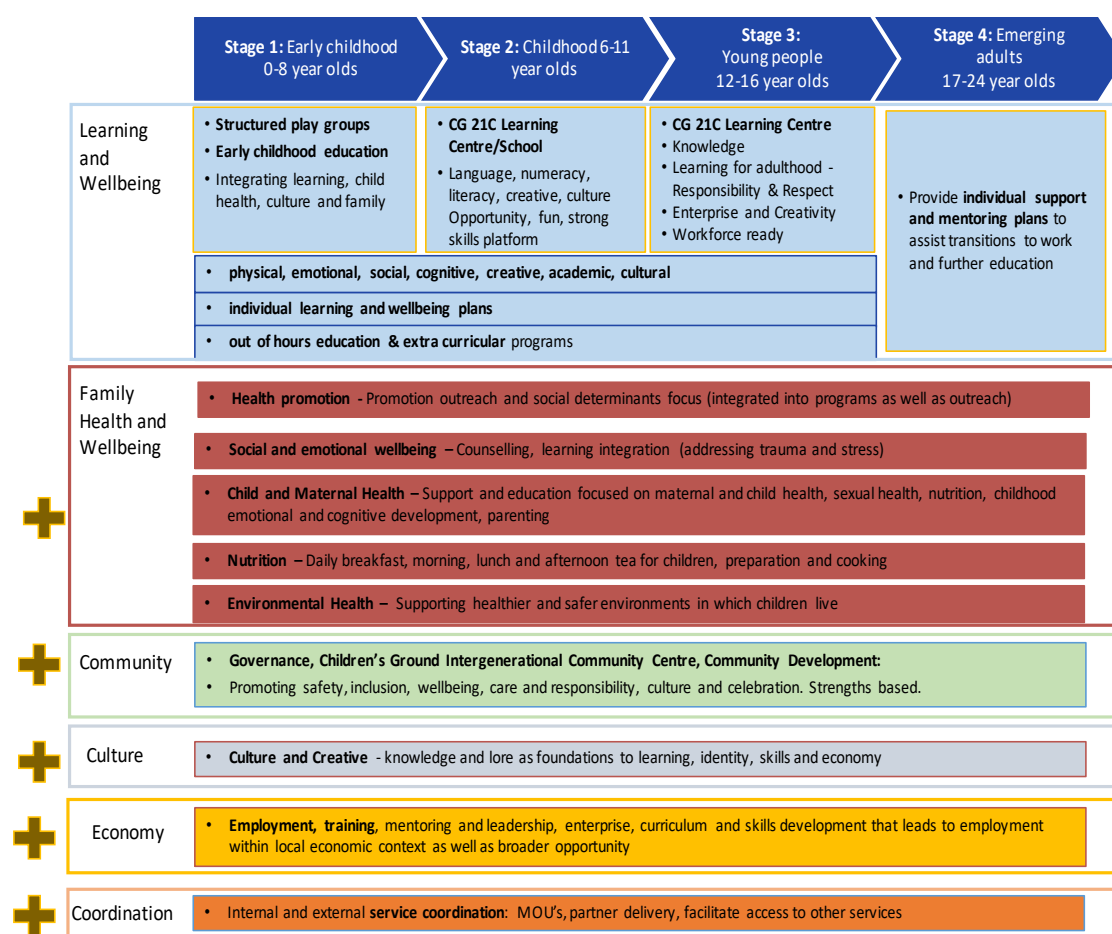 Stage 1: Early childhood
0-8 year olds
Stage 2: Childhood 6-11
year olds
Stage 3:
Young people
12-16 year olds
Stage 4: Emerging
adults
17-24 year olds
Learning
and
Wellbeing
• Structured play groups
• Early childhood education
• Integrating learning, child
health, culture and family
• CG 21C Learning
Centre/School
• Language, numeracy,
literacy, creative, culture
Opportunity, fun, strong
skills platform
• CG 21C Learning Centre
• Knowledge
• Learning for adulthood -
Responsibility & Respect
• Enterprise and Creativity
• Workforce ready
• Provide individual support
and mentoring plans to
assist transitions to work
and further education
• physical, emotional, social, cognitive, creative, academic, cultural
• individual learning and wellbeing plans
• out of hours education & extra curricular programs
Family
Health and
Wellbeing
• Health promotion - Promotion outreach and social determinants focus (integrated into programs as well as outreach)
• Social and emotional wellbeing – Counselling, learning integration (addressing trauma and stress)
• Child and Maternal Health – Support and education focused on maternal and child health, sexual health, nutrition, childhood
emotional and cognitive development, parenting
• Nutrition – Daily breakfast, morning, lunch and afternoon tea for children, preparation and cooking
• Environmental Health – Supporting healthier and safer environments in which children live
Community
• Governance, Children's Ground Intergenerational Community Centre, Community Development:
• Promoting safety, inclusion, wellbeing, care and responsibility, culture and celebration. Strengths based.
Culture
• Culture and Creative - knowledge and lore as foundations to learning, identity, skills and economy
Economy
• Employment, training, mentoring and leadership, enterprise, curriculum and skills development that leads to employment
within local economic context as well as broader opportunity
Coordination
• Internal and external service coordination: MOU's, partner delivery, facilitate access to other services